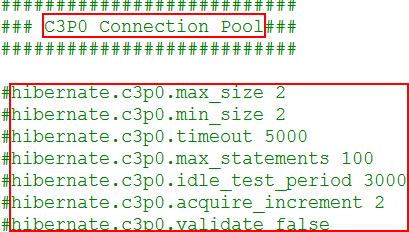 ###########################
### C3P0 Connection Pool###
###########################
#hibernate.c3p0.max_size 2
#hibernate.c3p0.min_size 2
#hibernate.c3p0.timeout 5000
#hibernate.c3p0.max_statements 100
#hibernate.c3p0.idle_test_period 3000
#hibernate.c3p0.acquire_increment 2
#hibernate.c3p0.validate false